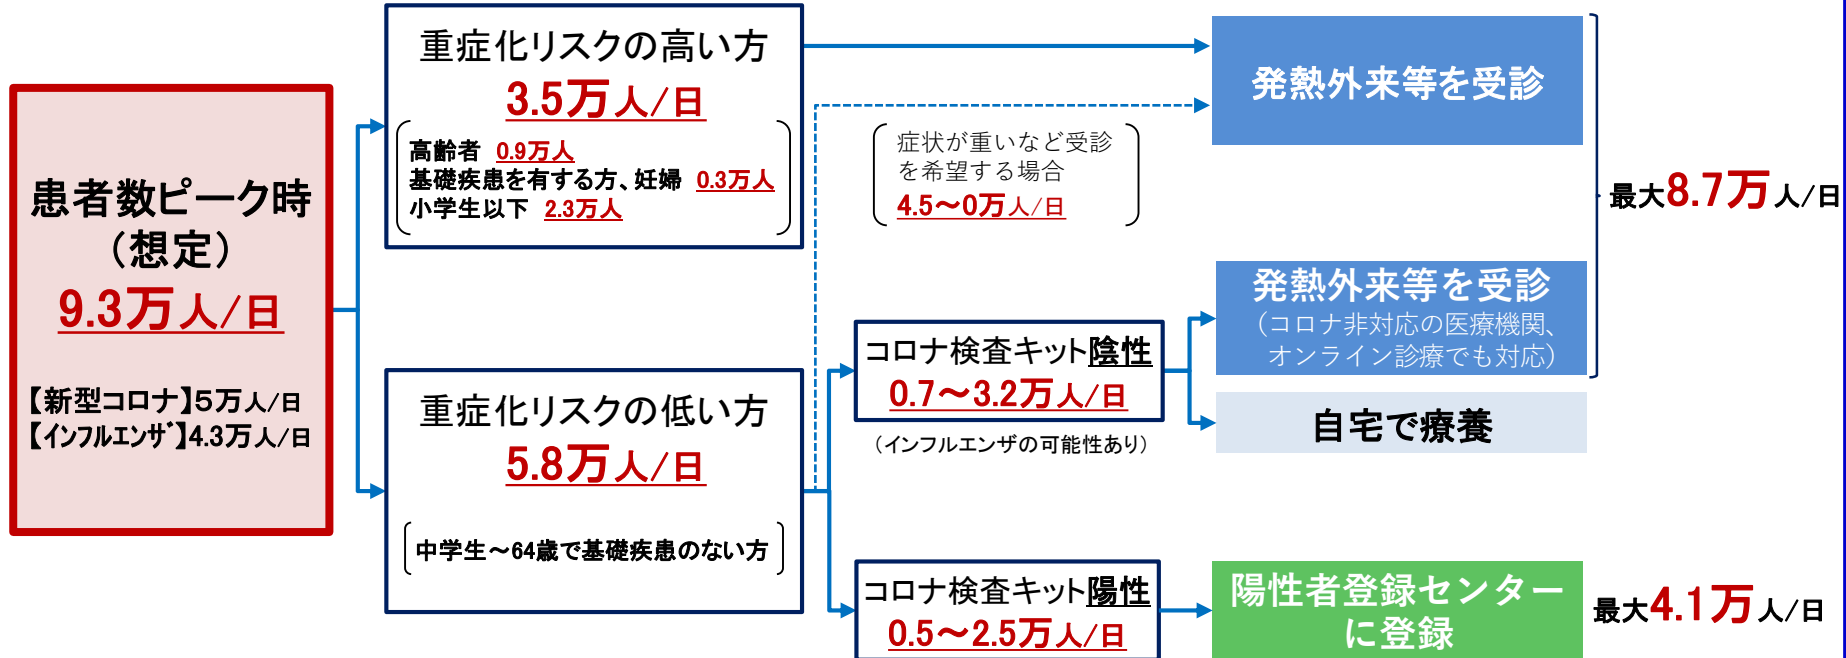 患者数ピーク時
（想定）
9.3万人/日
【新型コロナ】5万人/日
【インフルエンザ】4.3万人/日
重症化リスクの高い方
3.5万人/日
高齢者 0.9万人
基礎疾患を有する方、妊婦 0.3万人
小学生以下 2.3万人
重症化リスクの低い方
5.8万人/日
中学生～64歳で基礎疾患のない方
症状が重いなど受診
を希望する場合
4.5～0万人/日
コロナ検査キット陰性
0.7～3.2万人/日
（インフルエンザの可能性あり）
コロナ検査キット陽性
0.5～2.5万人/日
発熱外来等を受診
発熱外来等を受診
（コロナ非対応の医療機関、
オンライン診療でも対応）
自宅で療養
陽性者登録センター
に登録
最大8.7万人/日
最大4.1万人/日